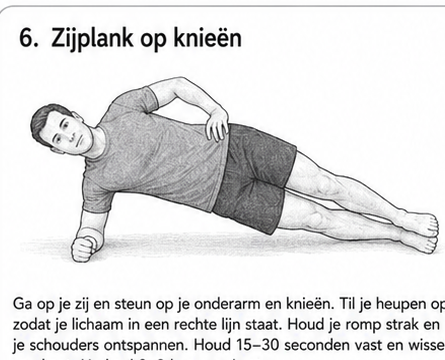 6. Zijplank op knieën
Ga op je zij en steun op je onderarm en knieën. Til je heupen op
zodat je lichaam in een rechte lijn staat. Houd je romp strak en
je schouders ontspannen. Houd 15–30 seconden vast en wisse